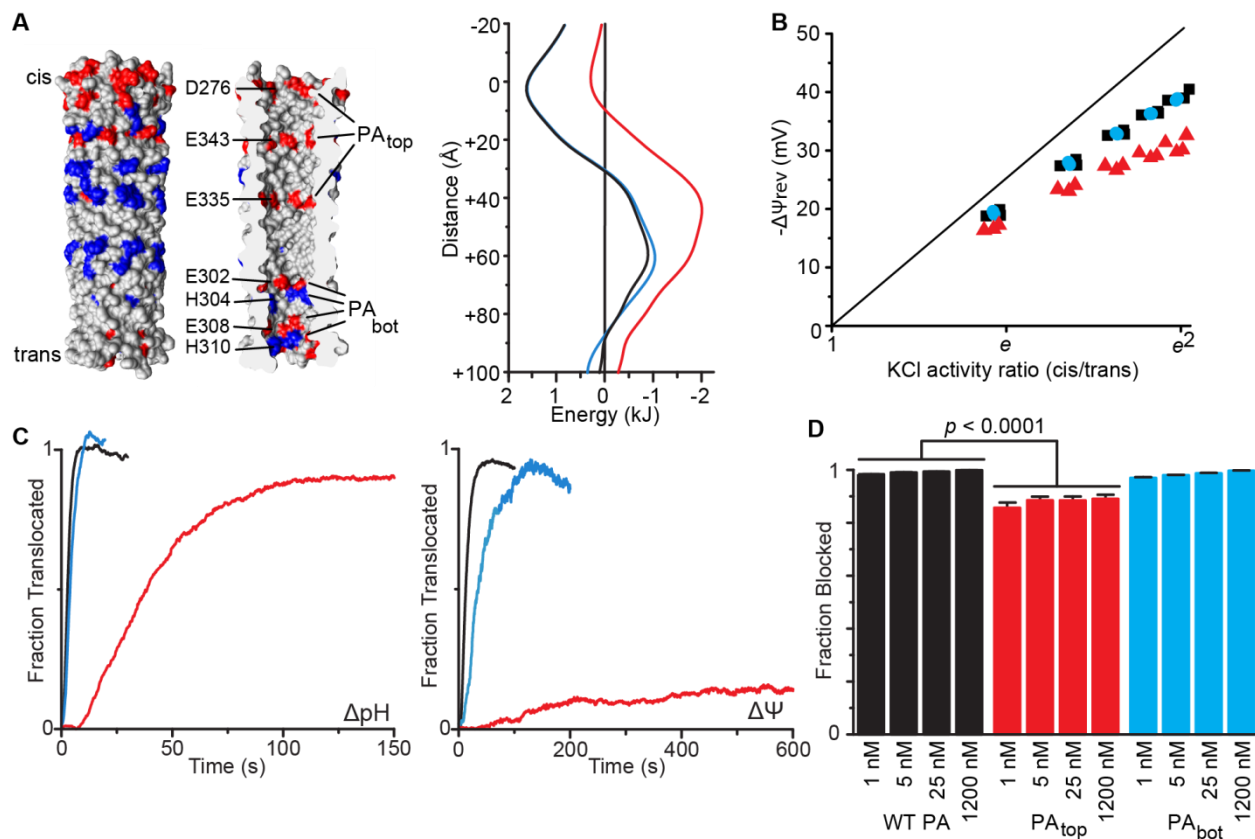 A
cis
trans
D276
E343
E335
E302
H304
E308
H310
PAtop
PAbot
Distance (Å)
-20
0
+20
+40
+60
+80
+100
2 1 0 -1 -2
Energy (kJ)
B
-ΔΨrev (mV)
50
40
30
20
10
0
1 e e2
KCl activity ratio (cis/trans)
C
Fraction Translocated
1
0
0 50 100 150
Time (s)
ΔpH
Fraction Translocated
1
0
0 200 400 600
Time (s)
ΔΨ
D
p < 0.0001
Fraction Blocked
1
0
1 nM 5 nM 25 nM 1200 nM 1 nM 5 nM 25 nM 1200 nM 1 nM 5 nM 25 nM 1200 nM
WT PA PAtop PAbot